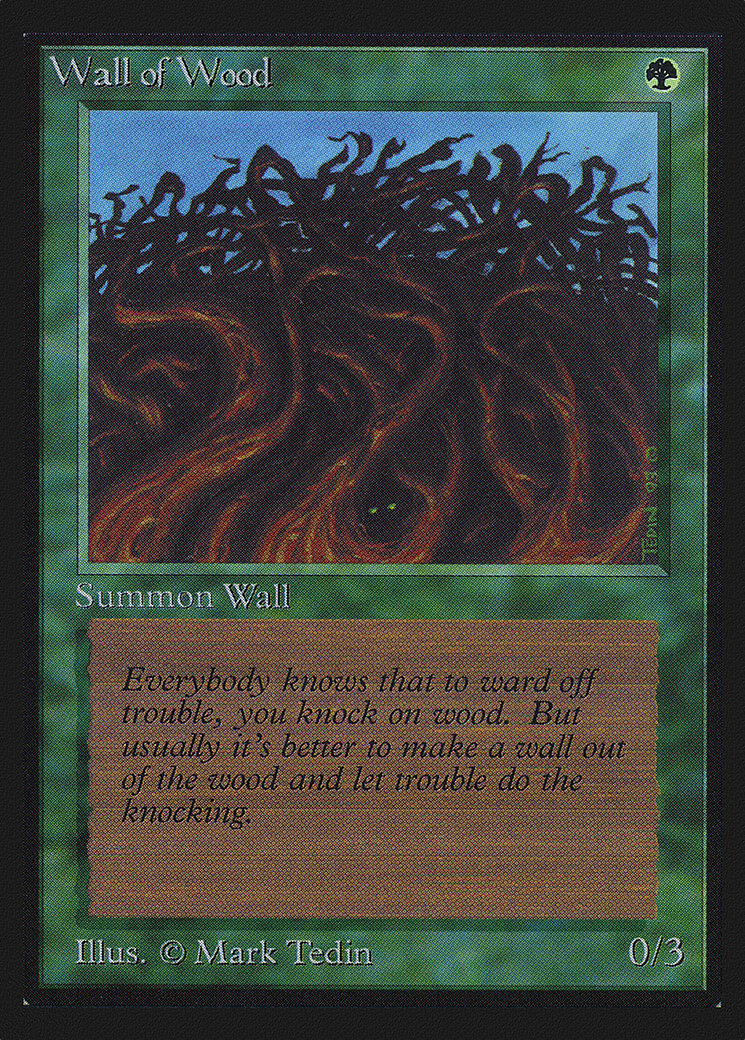 Wall of Wood
TEDIN 93 ©
Summon Wall
Everybody knows that to ward off
trouble, you knock on wood. But
usually it's better to make a wall out
of the wood and let trouble do the
knocking.
Illus. © Mark Tedin
0/3